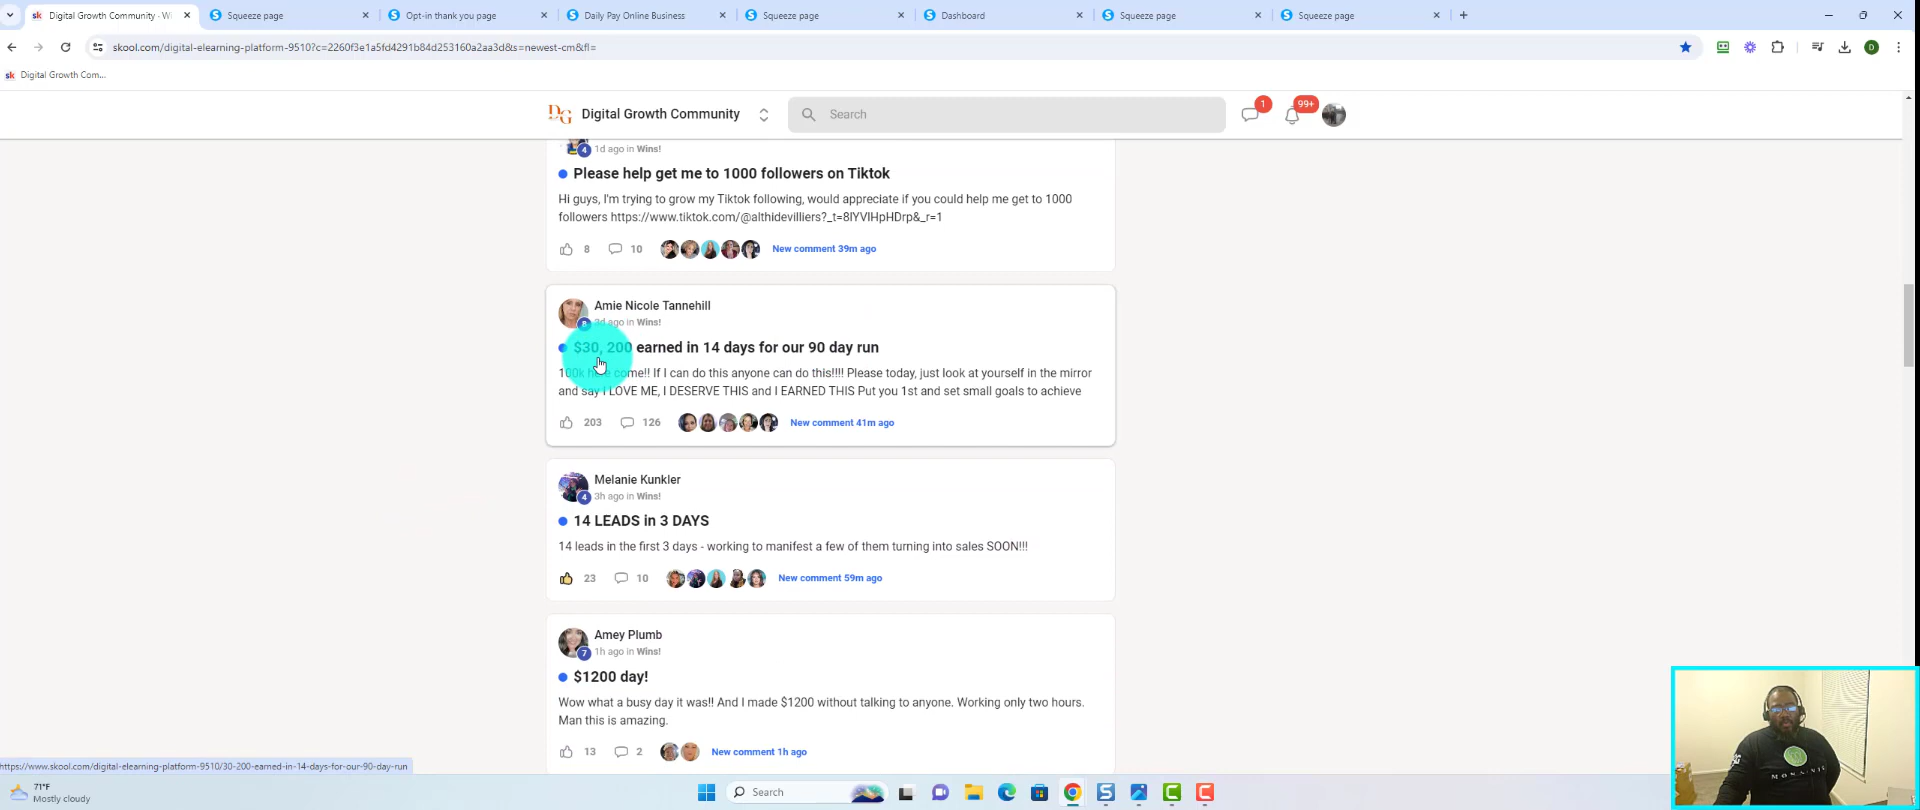 Digital Growth Community - Wi
Squeeze page
Opt-in thank you page
Daily Pay Online Business
Squeeze page
Dashboard
Squeeze page
Squeeze page
skool.com/digital-elearning-platform-9510?c=2260f3e1a5fd4291b84d253160a2aa3d&s=newest-cm&fl=
D
sk Digital Growth Com...
DG Digital Growth Community
Search
1
99+
4 1d ago in Wins!
Please help get me to 1000 followers on Tiktok
Hi guys, I'm trying to grow my Tiktok following, would appreciate if you could help me get to 1000
followers https://www.tiktok.com/@althidevilliers?_t=8lYVlHpHDrp&_r=1
8 10 New comment 39m ago
Amie Nicole Tannehill
8 ago in Wins!
$30, 200 earned in 14 days for our 90 day run
100k here come!! If I can do this anyone can do this!!!! Please today, just look at yourself in the mirror
and say I LOVE ME, I DESERVE THIS and I EARNED THIS Put you 1st and set small goals to achieve
203 126 New comment 41m ago
Melanie Kunkler
4 3h ago in Wins!
14 LEADS in 3 DAYS
14 leads in the first 3 days - working to manifest a few of them turning into sales SOON!!!
23 10 New comment 59m ago
Amey Plumb
7 1h ago in Wins!
$1200 day!
Wow what a busy day it was!! And I made $1200 without talking to anyone. Working only two hours.
Man this is amazing.
13 2 New comment 1h ago
https://www.skool.com/digital-elearning-platform-9510/30-200-earned-in-14-days-for-our-90-day-run
71°F
Mostly cloudy
Search